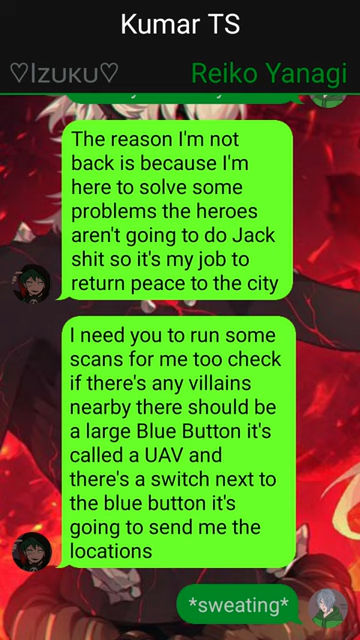 Kumar TS
♡Izuku♡ Reiko Yanagi
The reason I'm not
back is because I'm
here to solve some
problems the heroes
aren't going to do Jack
shit so it's my job to
return peace to the city
I need you to run some
scans for me too check
if there's any villains
nearby there should be
a large Blue Button it's
called a UAV and
there's a switch next to
the blue button it's
going to send me the
locations
*sweating*